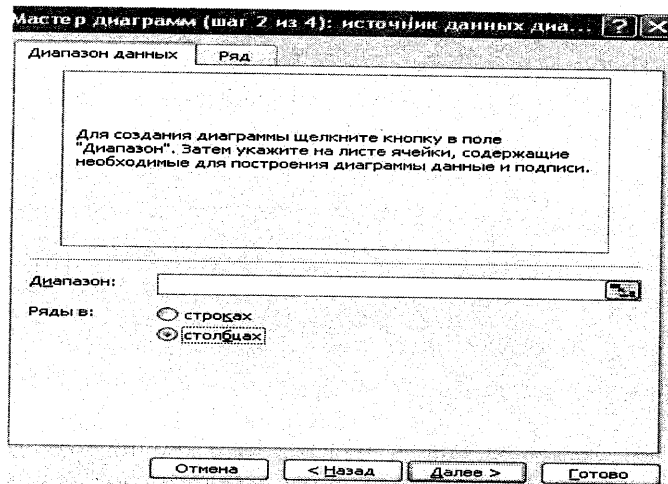 Мастер диаграмм (шаг 2 из 4): источник данных диа... ? X
Диапазон данных Ряд
Для создания диаграммы щелкните кнопку в поле
"Диапазон". Затем укажите на листе ячейки, содержащие
необходимые для построения диаграммы данные и подписи.
Диапазон:
Ряды в: строках
столбцах
Отмена < Назад Далее > Готово